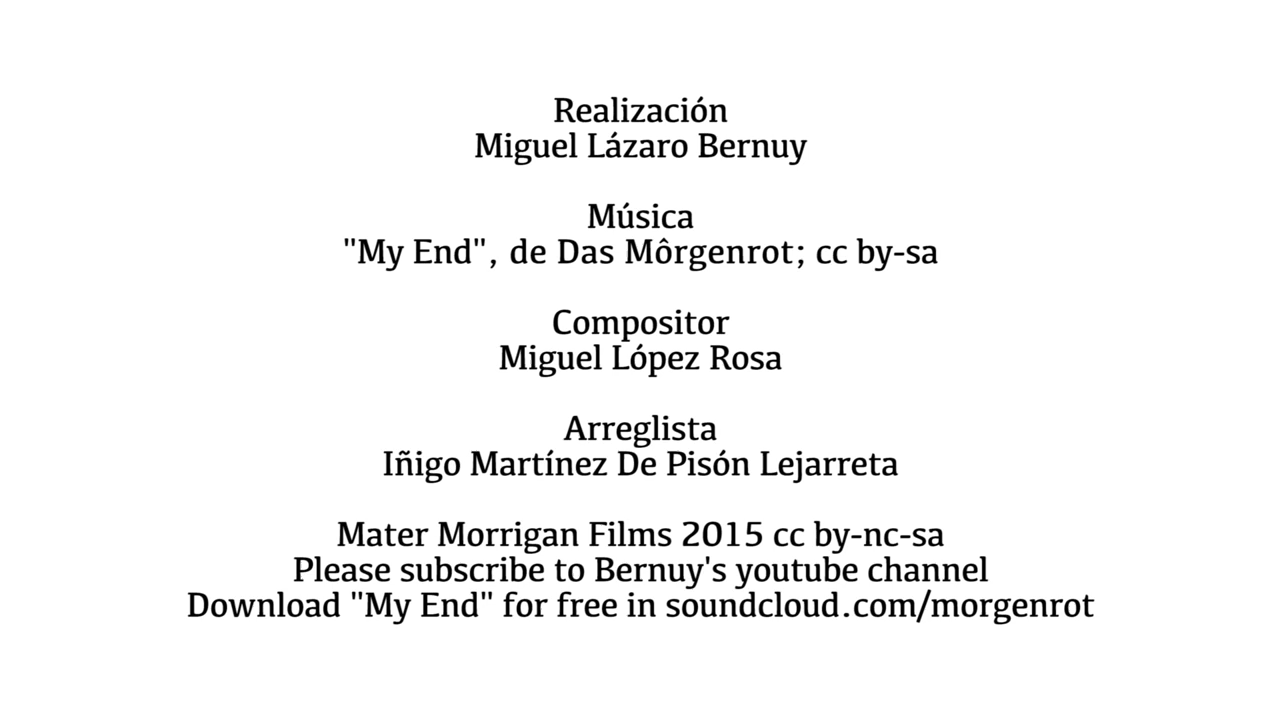 Realización
Miguel Lázaro Bernuy
Música
"My End", de Das Môrgenrot; cc by-sa
Compositor
Miguel López Rosa
Arreglista
Iñigo Martínez De Pisón Lejarreta
Mater Morrigan Films 2015 cc by-nc-sa
Please subscribe to Bernuy's youtube channel
Download "My End" for free in soundcloud.com/morgenrot